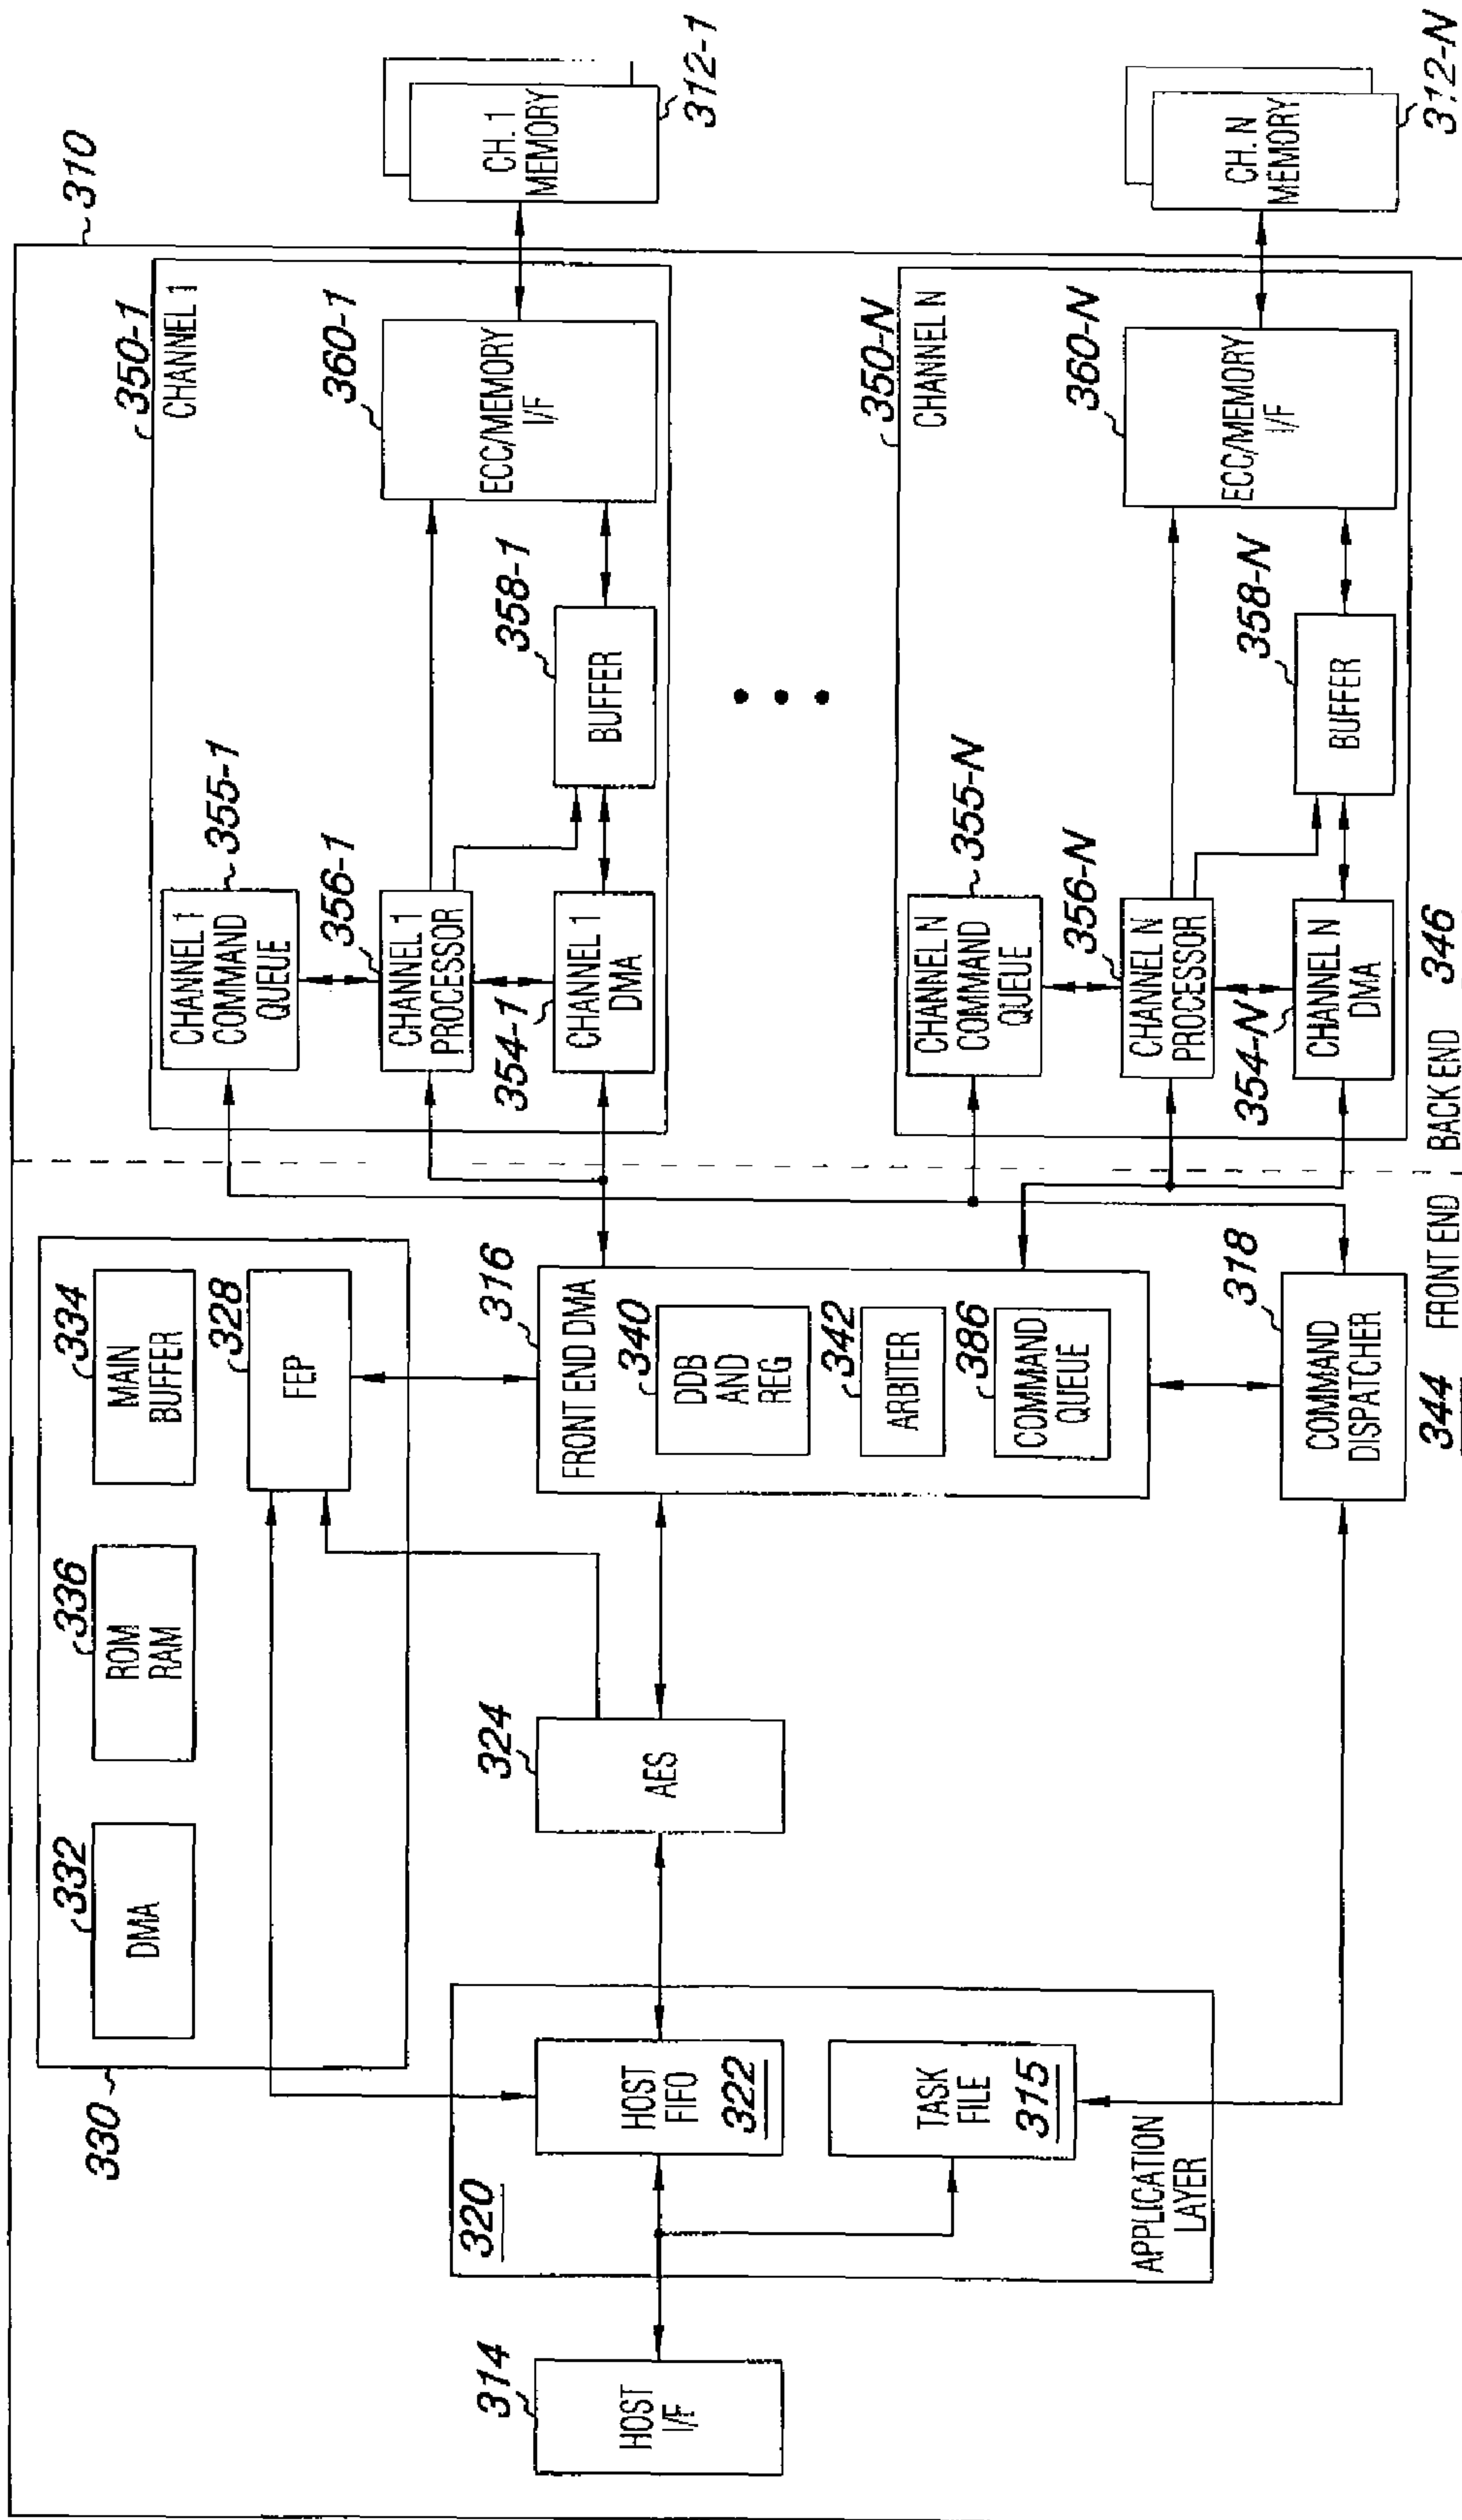 310
330
332
DMA
336
ROM
RAM
334
MAIN
BUFFER
328
FEP
314
HOST
I/F
320
HOST
FIFO
322
TASK
FILE
315
APPLICATION
LAYER
324
AES
316
FRONT END DMA
340
DDB
AND
REG
342
ARBITER
386
COMMAND
QUEUE
318
COMMAND
DISPATCHER
344
FRONT END
BACK END
346
350-1
CHANNEL 1
355-1
CHANNEL 1
COMMAND
QUEUE
356-1
CHANNEL 1
PROCESSOR
354-1
CHANNEL 1
DMA
358-1
BUFFER
360-1
ECC/MEMORY
I/F
CH. 1
MEMORY
312-1
350-N
CHANNEL N
355-N
CHANNEL N
COMMAND
QUEUE
356-N
CHANNEL N
PROCESSOR
354-N
CHANNEL N
DMA
358-N
BUFFER
360-N
ECC/MEMORY
I/F
CH. N
MEMORY
312-N